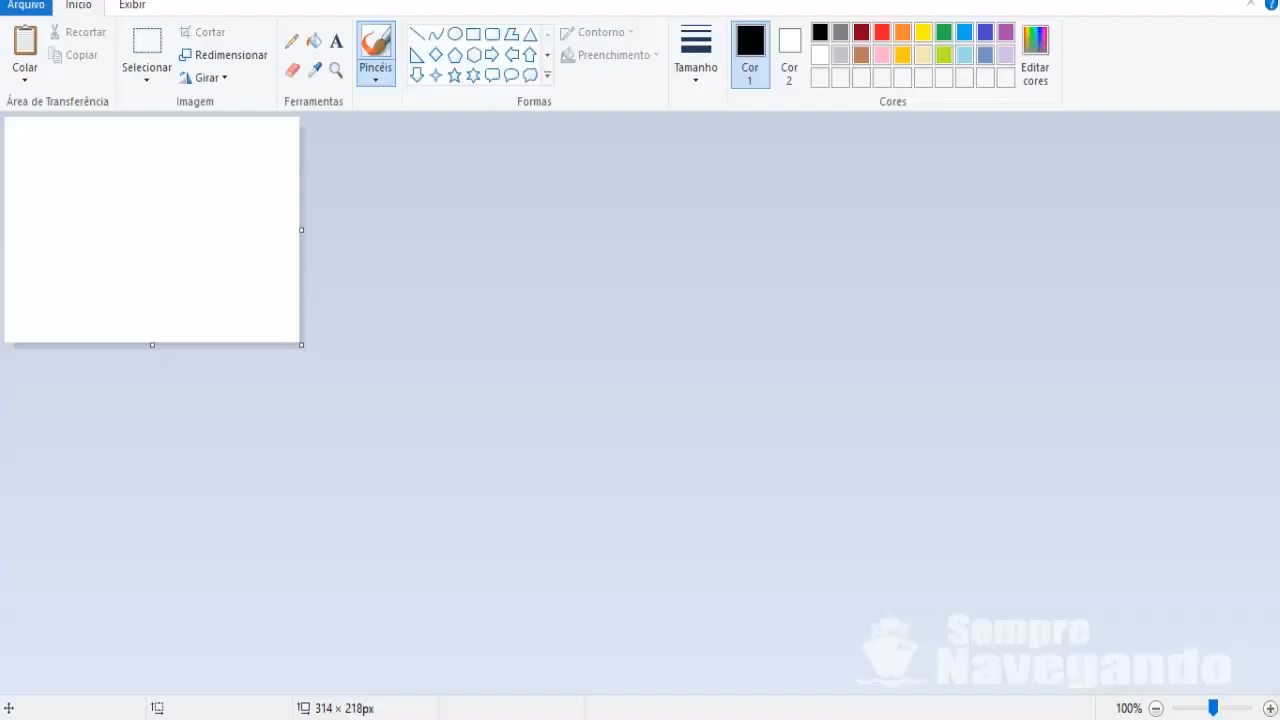 Arquivo Início Exibir
Recortar
Copiar
Colar
Área de Transferência
Selecionar
Cortar
Redimensionar
Girar
Imagem
A
Ferramentas
Pincéis
Contorno
Preenchimento
Formas
Tamanho
Cor
1
Cor
2
Editar
cores
Cores
Sempre
Navegando
314 × 218px
100%